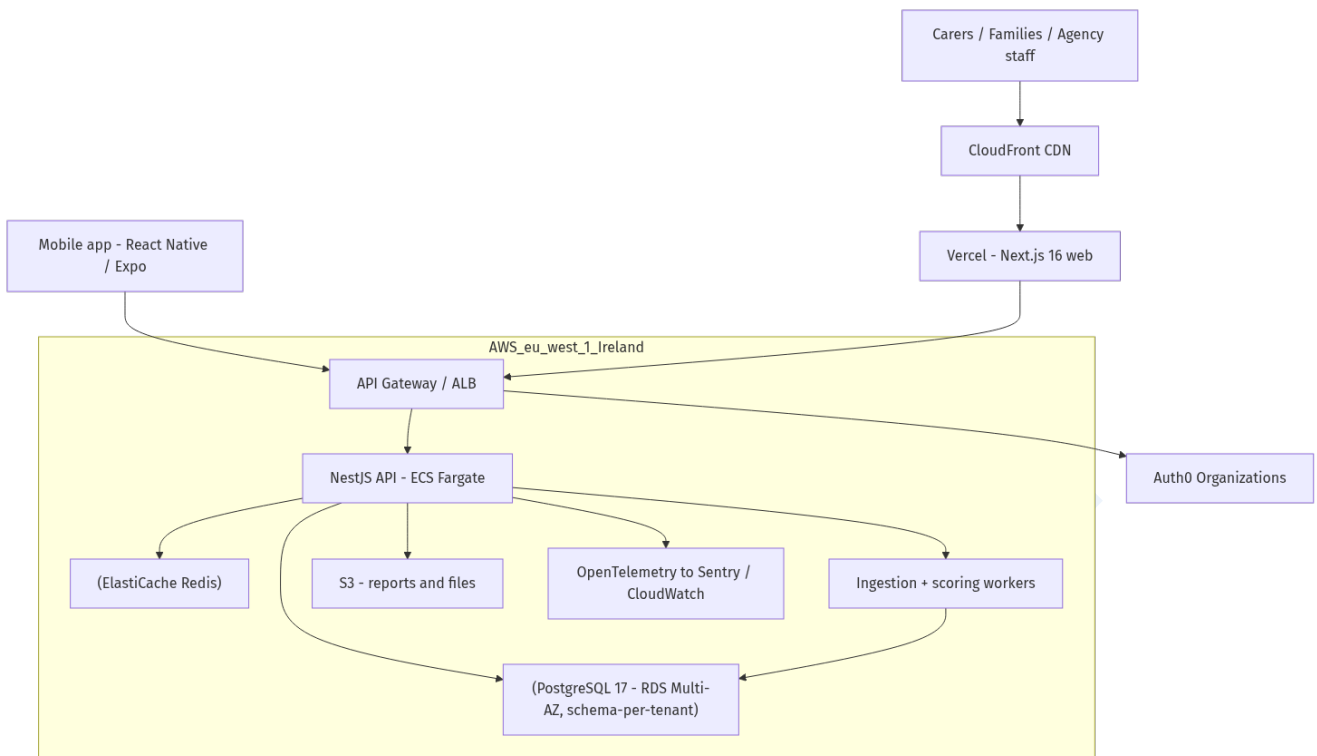 Carers / Families / Agency
staff
CloudFront CDN
Mobile app - React Native
/ Expo
Vercel - Next.js 16 web
AWS_eu_west_1_Ireland
API Gateway / ALB
NestJS API - ECS Fargate
Auth0 Organizations
(ElastiCache Redis)
S3 - reports and files
OpenTelemetry to Sentry /
CloudWatch
Ingestion + scoring workers
(PostgreSQL 17 - RDS Multi-
AZ, schema-per-tenant)